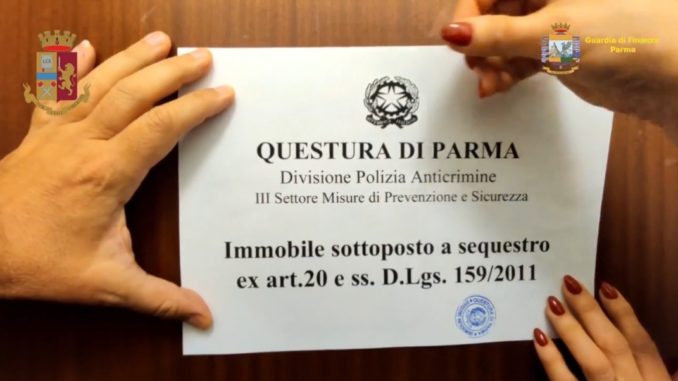 Guardia di Finanza
Parma
QUESTURA DI PARMA
Divisione Polizia Anticrimine
III Settore Misure di Prevenzione e Sicurezza
Immobile sottoposto a sequestro
ex art.20 e ss. D.Lgs. 159/2011